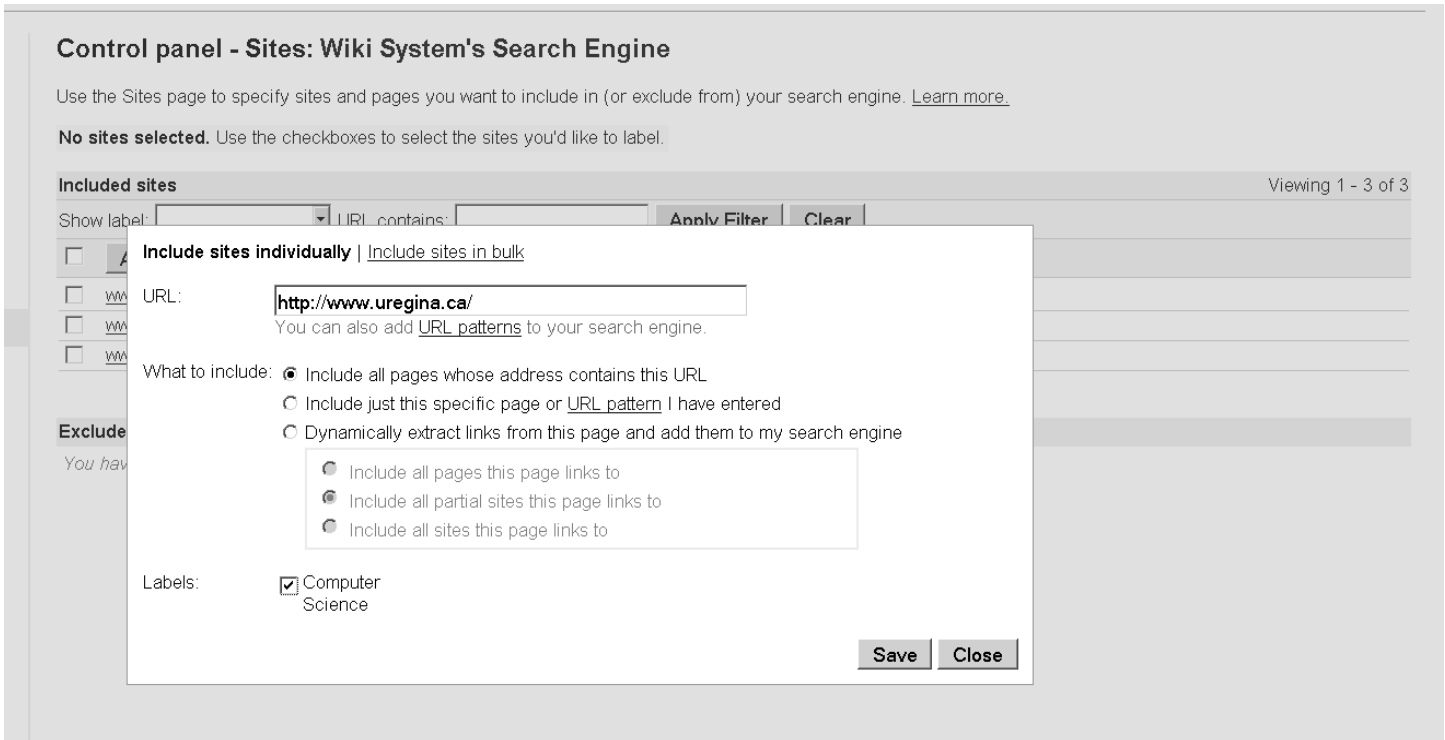 Control panel - Sites: Wiki System's Search Engine
Use the Sites page to specify sites and pages you want to include in (or exclude from) your search engine. Learn more.
No sites selected. Use the checkboxes to select the sites you'd like to label.
Included sites Viewing 1 - 3 of 3
Show label: URL contains: Apply Filter Clear
Include sites individually | Include sites in bulk
URL: http://www.uregina.ca/
You can also add URL patterns to your search engine.
What to include: Include all pages whose address contains this URL
Include just this specific page or URL pattern I have entered
Dynamically extract links from this page and add them to my search engine
Exclude
You hav
Include all pages this page links to
Include all partial sites this page links to
Include all sites this page links to
Labels: Computer
Science
Save Close